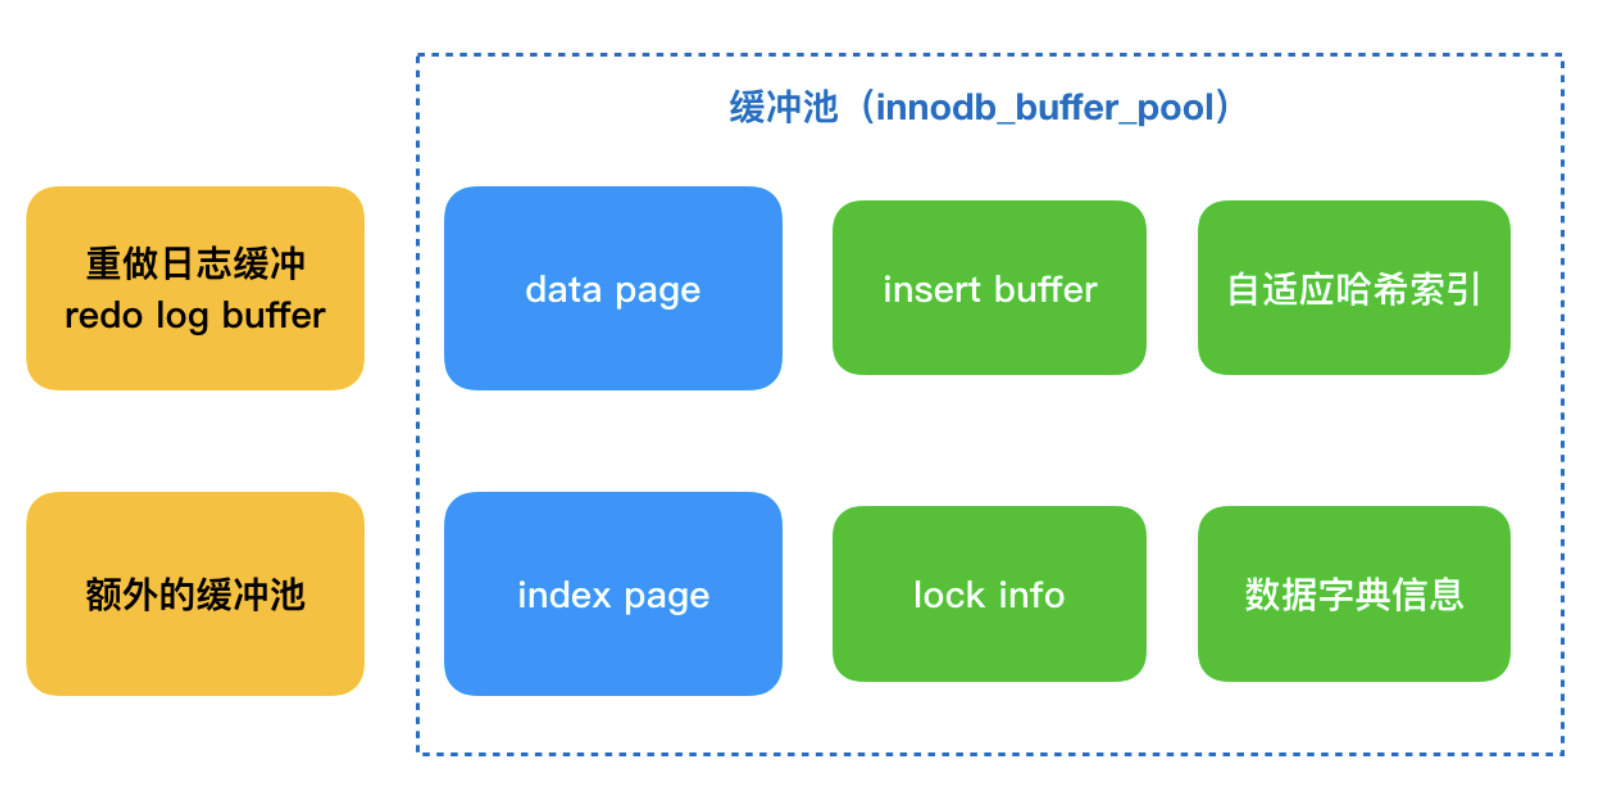 缓冲池（innodb_buffer_pool）
重做日志缓冲
redo log buffer
data page
insert buffer
自适应哈希索引
额外的缓冲池
index page
lock info
数据字典信息